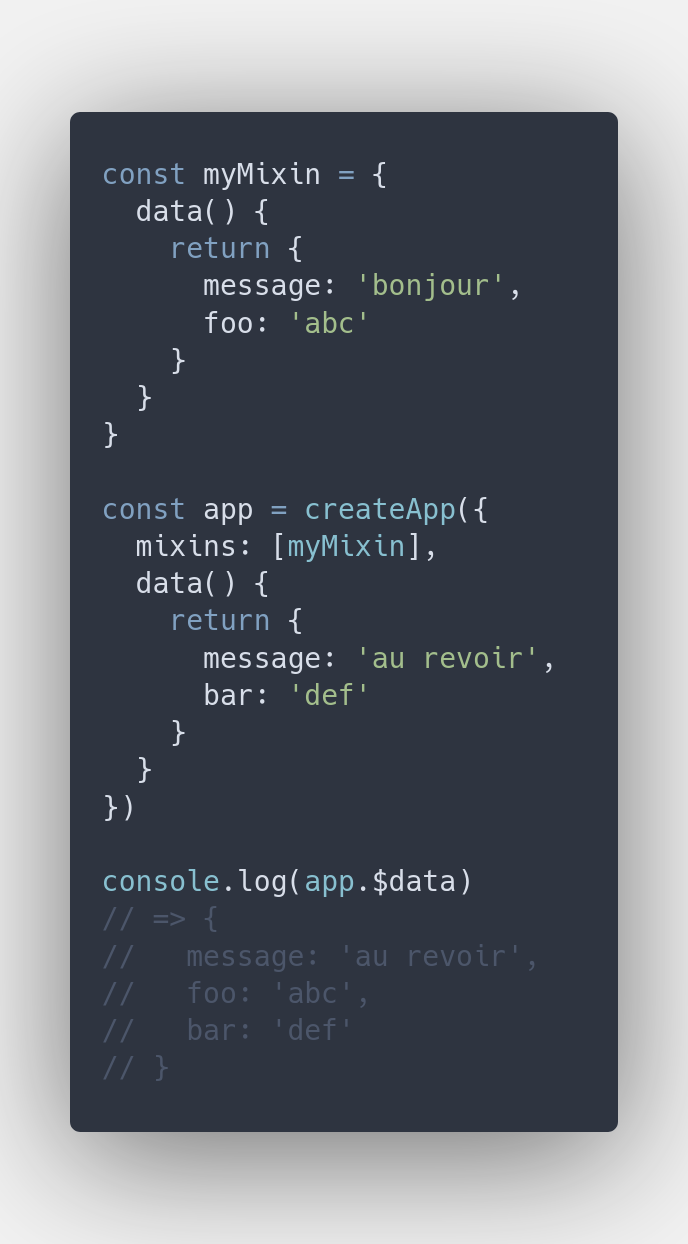 const myMixin = {
  data() {
    return {
      message: 'bonjour',
      foo: 'abc'
    }
  }
}

const app = createApp({
  mixins: [myMixin],
  data() {
    return {
      message: 'au revoir',
      bar: 'def'
    }
  }
})

console.log(app.$data)
// => {
//   message: 'au revoir',
//   foo: 'abc',
//   bar: 'def'
// }